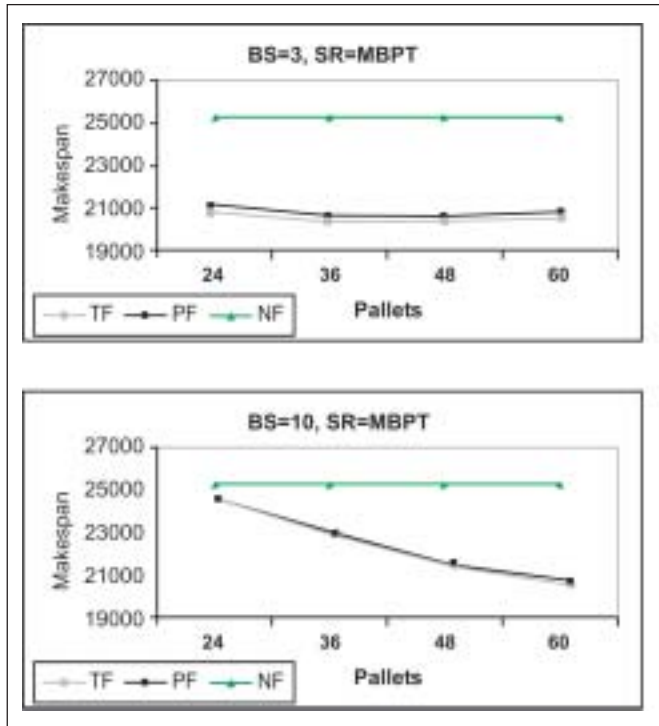 BS=3, SR=MBPT
27000
25000
23000
21000
19000
Makespan
24 36 48 60
Pallets
TF PF NF
BS=10, SR=MBPT
27000
25000
23000
21000
19000
Makespan
24 36 48 60
Pallets
TF PF NF